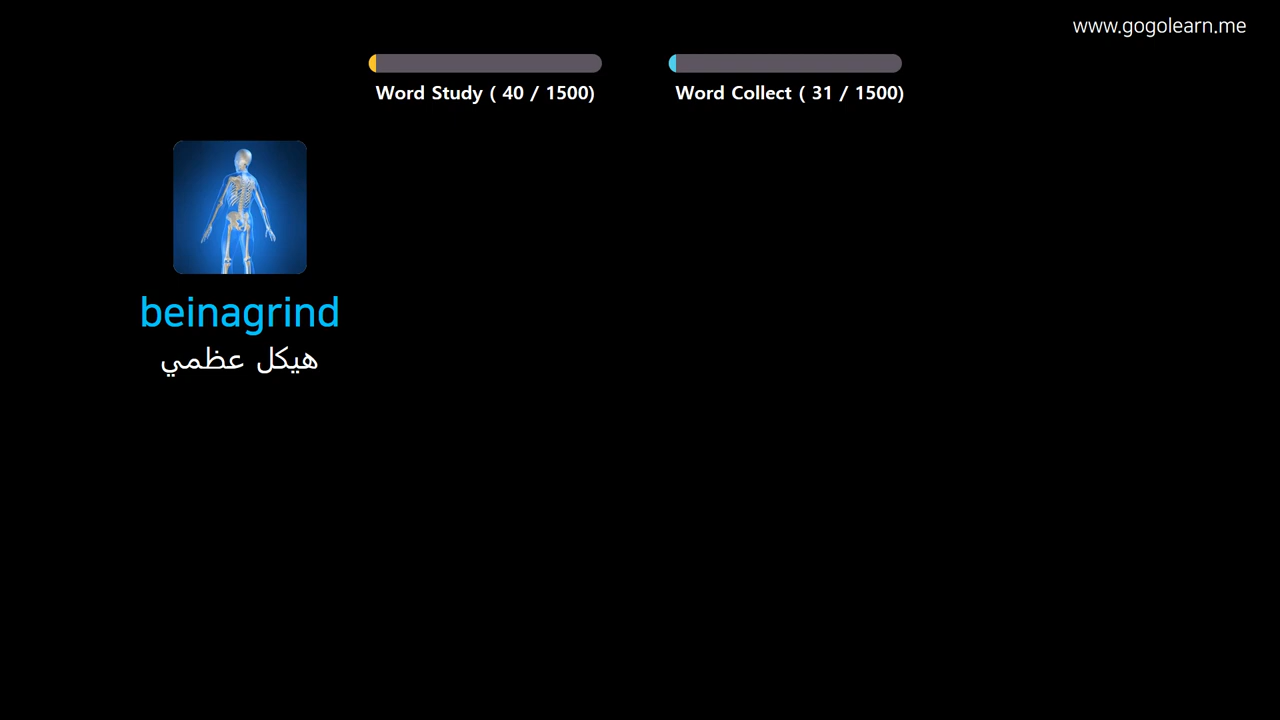 www.gogolearn.me
Word Study ( 40 / 1500)
Word Collect ( 31 / 1500)
beinagrind
هيكل عظمي